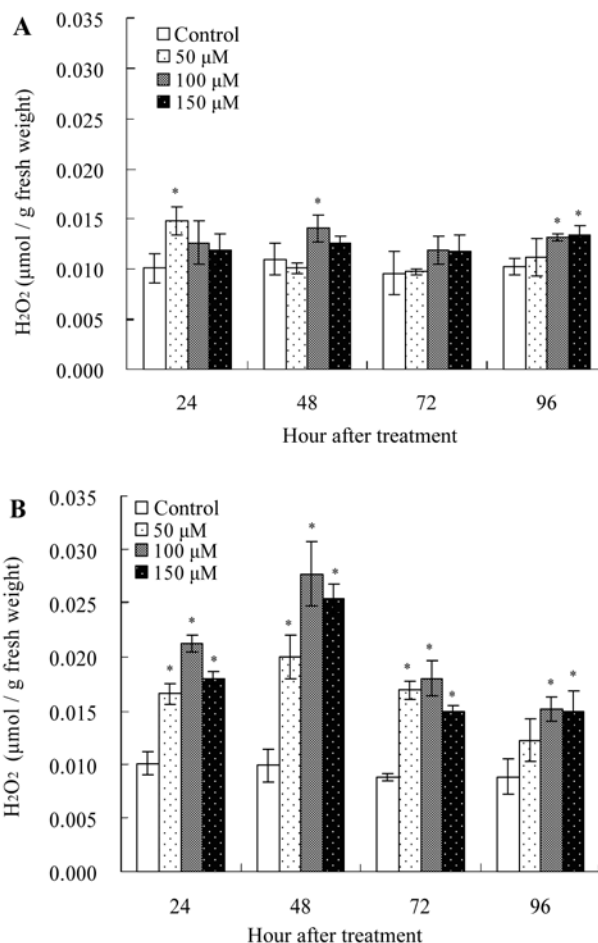 A
Control
50 μM
100 μM
150 μM
0.035
0.030
0.025
0.020
0.015
0.010
0.005
0.000
H2O2 (μmol / g fresh weight)
* * * *
24 48 72 96
Hour after treatment
B
Control
50 μM
100 μM
150 μM
0.035
0.030
0.025
0.020
0.015
0.010
0.005
0.000
H2O2 (μmol / g fresh weight)
* * * * * * * * * * *
24 48 72 96
Hour after treatment